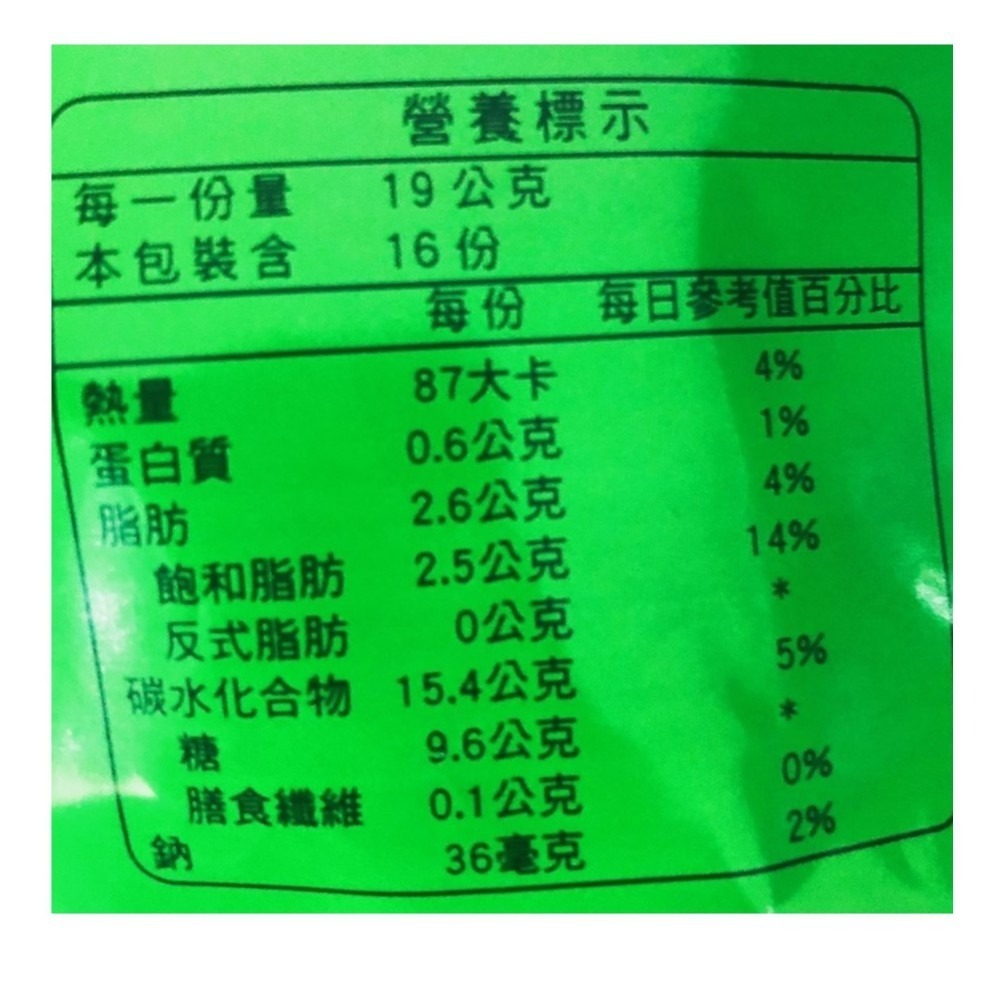 營養標示
每一份量 19公克
本包裝含 16份
每份 每日參考值百分比
熱量 87大卡 4%
蛋白質 0.6公克 1%
脂肪 2.6公克 4%
飽和脂肪 2.5公克 14%
反式脂肪 0公克 *
碳水化合物 15.4公克 5%
糖 9.6公克 *
膳食纖維 0.1公克 0%
鈉 36毫克 2%